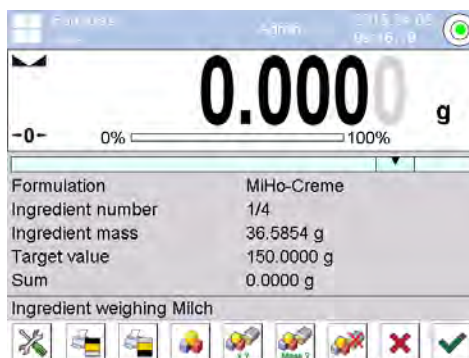 Admin
0.0000 g
→0← 0% 100%
Formulation MiHo-Creme
Ingredient number 1/4
Ingredient mass 36.5854 g
Target value 150.0000 g
Sum 0.0000 g
Ingredient weighing Milch
x ? Mass ?